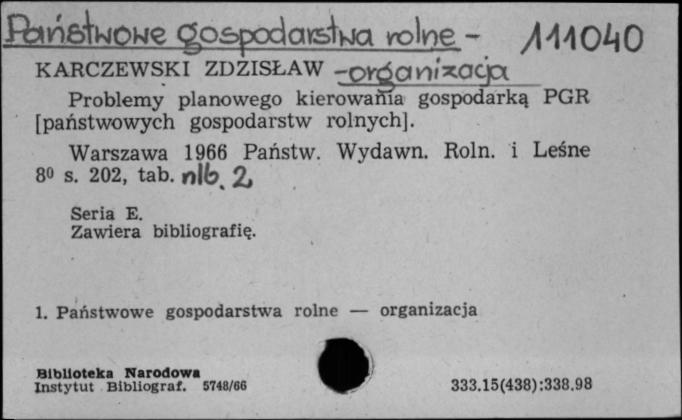 Państwowe gospodarstwa rolne - 111040
KARCZEWSKI ZDZISŁAW -organizacja
Problemy planowego kierowania gospodarką PGR
[państwowych gospodarstw rolnych].
Warszawa 1966 Państw. Wydawn. Roln. i Leśne
8⁰ s. 202, tab. nlb. 2
Seria E.
Zawiera bibliografię.
1. Państwowe gospodarstwa rolne — organizacja
Biblioteka Narodowa
Instytut Bibliograf. 5748/66 333.15(438):338.98